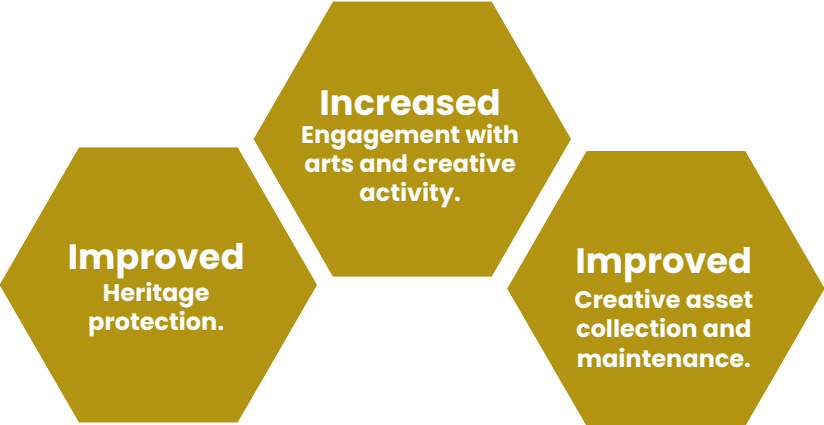 Increased
Engagement with
arts and creative
activity.
Improved
Heritage
protection.
Improved
Creative asset
collection and
maintenance.